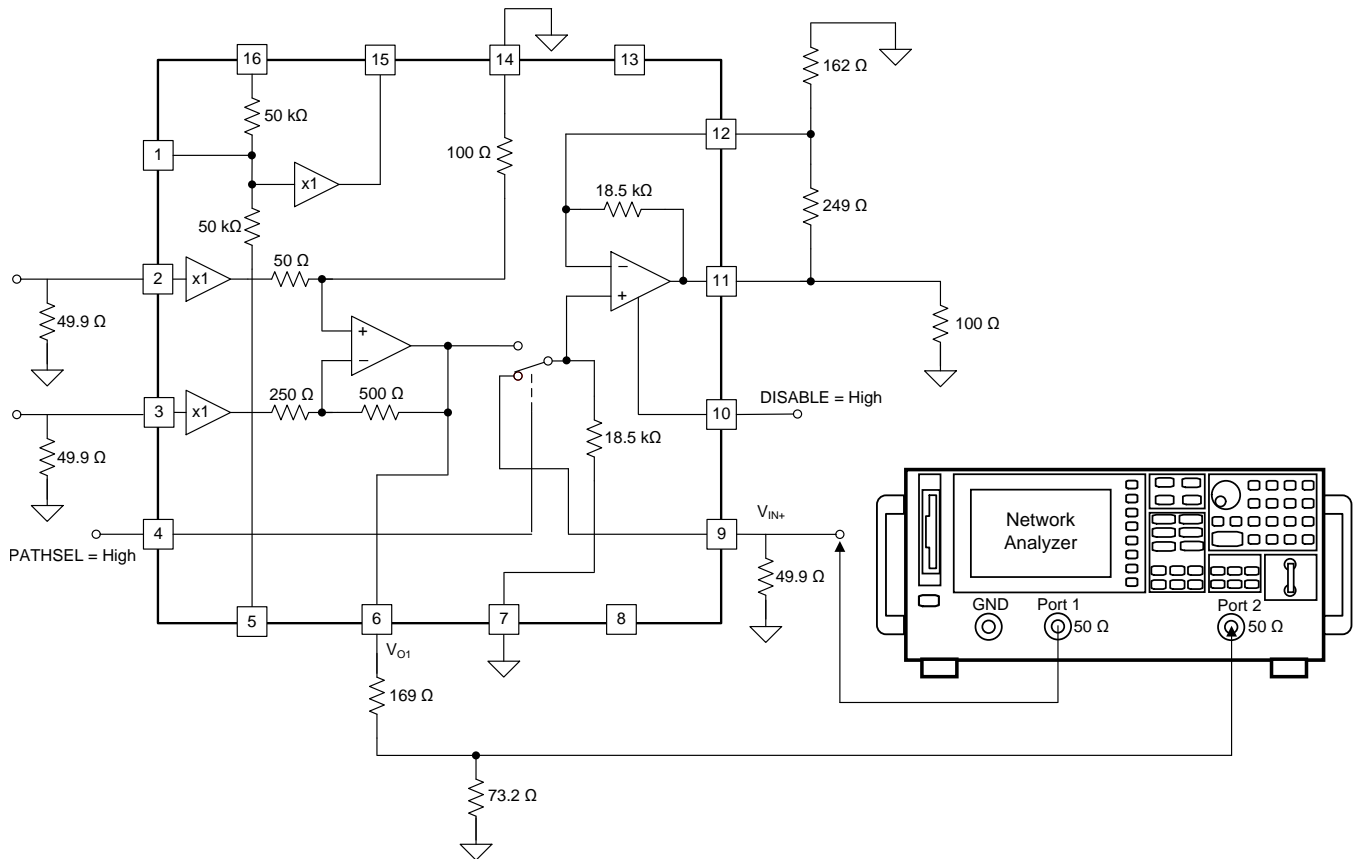 16
15
14
13
162 Ω
50 kΩ
12
1
100 Ω
x1
18.5 kΩ
249 Ω
50 kΩ
2
x1
50 Ω
−
+
11
49.9 Ω
+
−
100 Ω
3
x1
250 Ω
500 Ω
10
DISABLE = High
49.9 Ω
18.5 kΩ
4
PATHSEL = High
9
VIN+
Network
Analyzer
49.9 Ω
GND
Port 1
50 Ω
Port 2
50 Ω
5
6
7
8
VO1
169 Ω
73.2 Ω